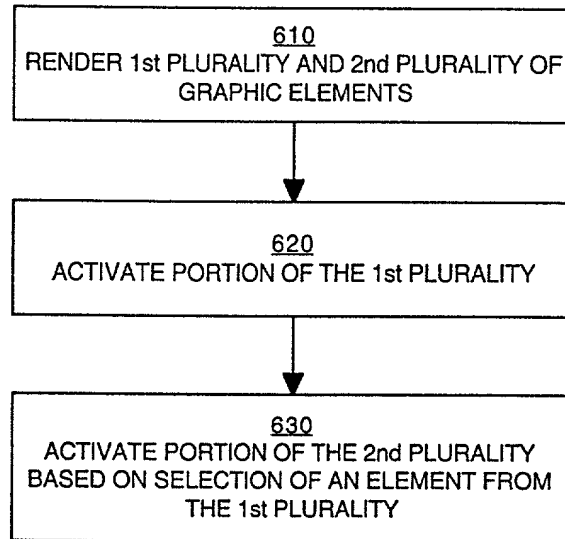 610
RENDER 1st PLURALITY AND 2nd PLURALITY OF
GRAPHIC ELEMENTS
620
ACTIVATE PORTION OF THE 1st PLURALITY
630
ACTIVATE PORTION OF THE 2nd PLURALITY
BASED ON SELECTION OF AN ELEMENT FROM
THE 1st PLURALITY